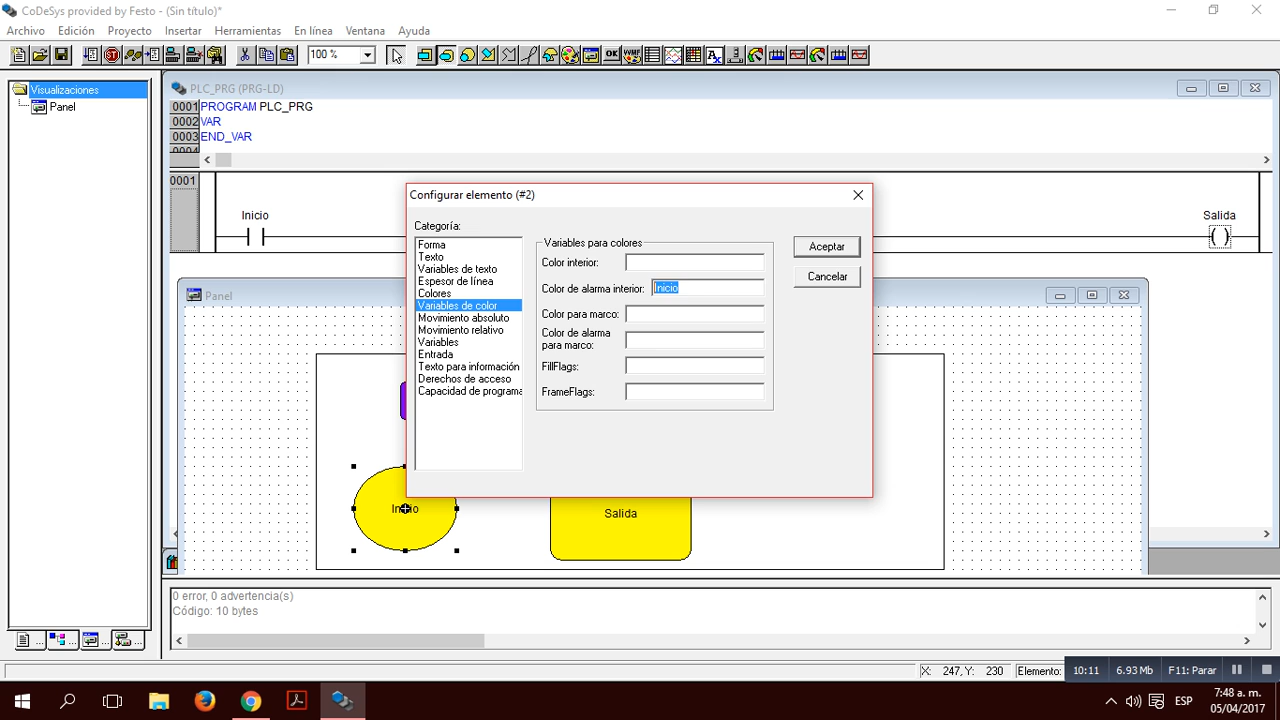 CoDeSys provided by Festo - (Sin título)*
Archivo Edición Proyecto Insertar Herramientas En línea Ventana Ayuda
100 %
Visualizaciones
Panel
PLC_PRG (PRG-LD)
0001 PROGRAM PLC_PRG
0002 VAR
0003 END_VAR
0004
0001
Inicio
Salida
Configurar elemento (#2)
Categoría:
Forma
Texto
Variables de texto
Espesor de línea
Colores
Variables de color
Movimiento absoluto
Movimiento relativo
Variables
Entrada
Texto para información
Derechos de acceso
Capacidad de programa
Variables para colores
Color interior:
Color de alarma interior: Inicio
Color para marco:
Color de alarma
para marco:
FillFlags:
FrameFlags:
Aceptar
Cancelar
Panel
Inicio
Salida
0 error, 0 advertencia(s)
Código: 10 bytes
X: 247, Y: 230 Elemento:
10:11 6.93 Mb F11: Parar
ESP
7:48 a. m.
05/04/2017